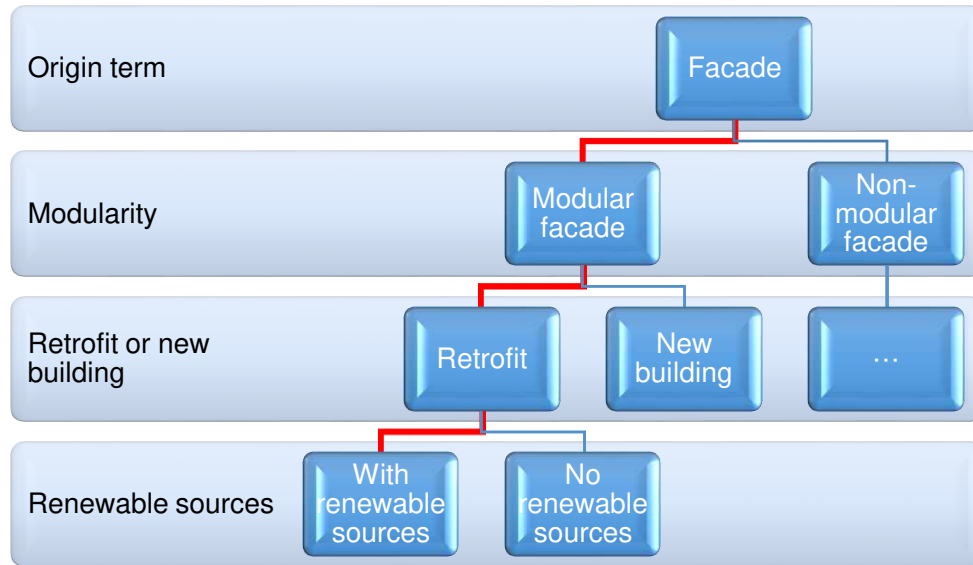 Origin term
Facade
Modularity
Modular
facade
Non-
modular
facade
Retrofit or new
building
Retrofit
New
building
...
Renewable sources
With
renewable
sources
No
renewable
sources